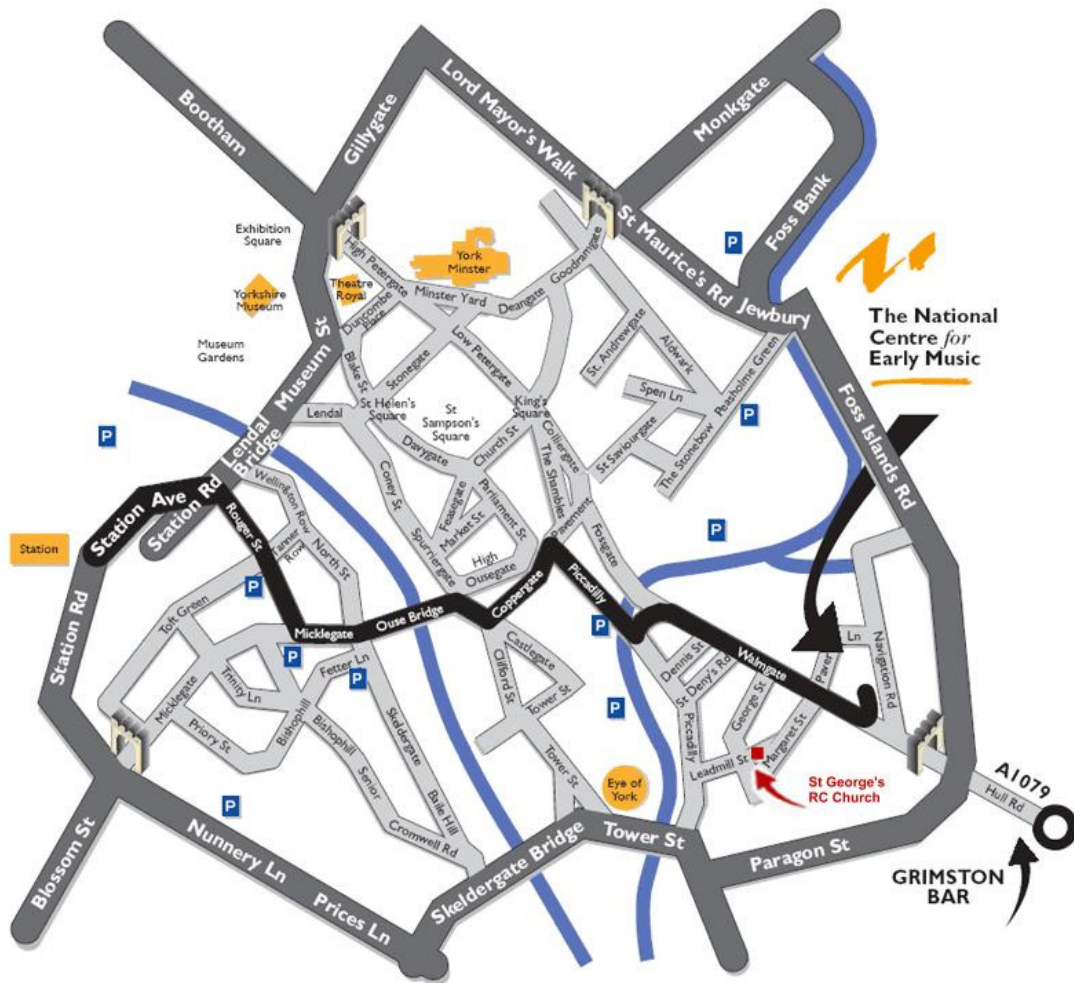 Bootham
Gillygate
Lord Mayor's Walk
Monkgate
Foss Bank
St Maurice's Rd
Jewbury
Exhibition
Square
High Petergate
York
Minster
Goodramgate
Yorkshire
Museum
Theatre
Royal
Duncombe
Place
Minster Yard
Deangate
Museum
Gardens
Museum St
Blake St
Stonegate
Low Petergate
St. Andrewgate
Aldwark
Peasholme Green
The National
Centre for
Early Music
Foss Islands Rd
Lendal
St Helen's
Square
St
Sampson's
Square
King's
Square
Spen Ln
St Saviourgate
The Stonebow
P
P
P
P
Lendal
Bridge
Station Rd
Station Ave
Wellington Row
Davygate
Church St
Colliergate
The Shambles
Coney St
Feasegate
Market St
Parliament St
Pavement
Fossgate
Station
Rouger St
Tanner
Row
North St
Spurriergate
High
Ousegate
Toft Green
P
Micklegate
Ouse Bridge
Coppergate
Piccadilly
P
Walmgate
Ln
Navigation Rd
Station Rd
Micklegate
Trinity Ln
Priory St
P
Fetter Ln
P
Bishophill
Bishophill
Senior
Skeldergate
Castlegate
Clifford St
Tower St
P
Dennis St
St Deny's Rd
George St
Paver
Margaret St
Piccadilly
Leadmill St
St George's
RC Church
Tower St
Eye of
York
P
Baile Hill
Cromwell Rd
A1079
Hull Rd
Blossom St
Nunnery Ln
Prices Ln
Skeldergate Bridge
Tower St
Paragon St
GRIMSTON
BAR